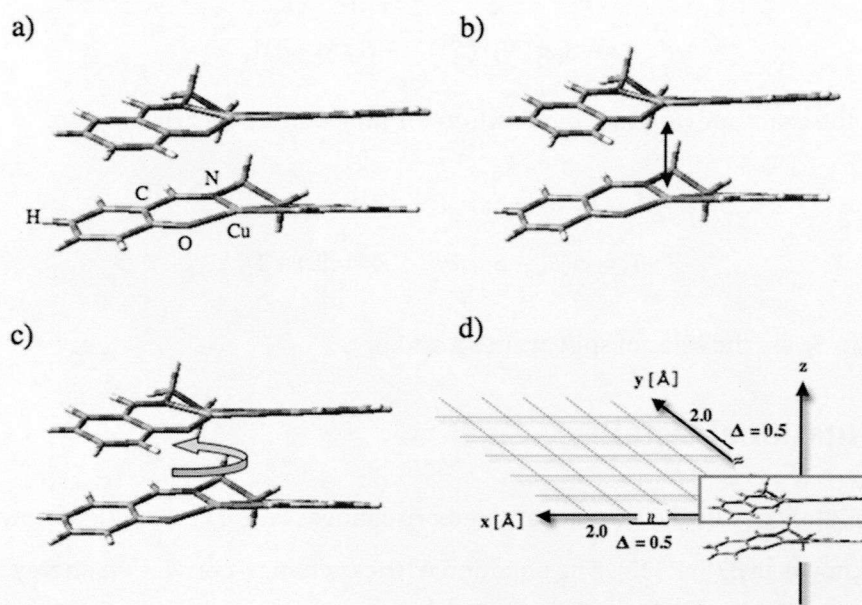 a)
b)
C
N
H
O
Cu
c)
d)
z
y [Å]
2.0
Δ = 0.5
x [Å]
2.0
Δ = 0.5